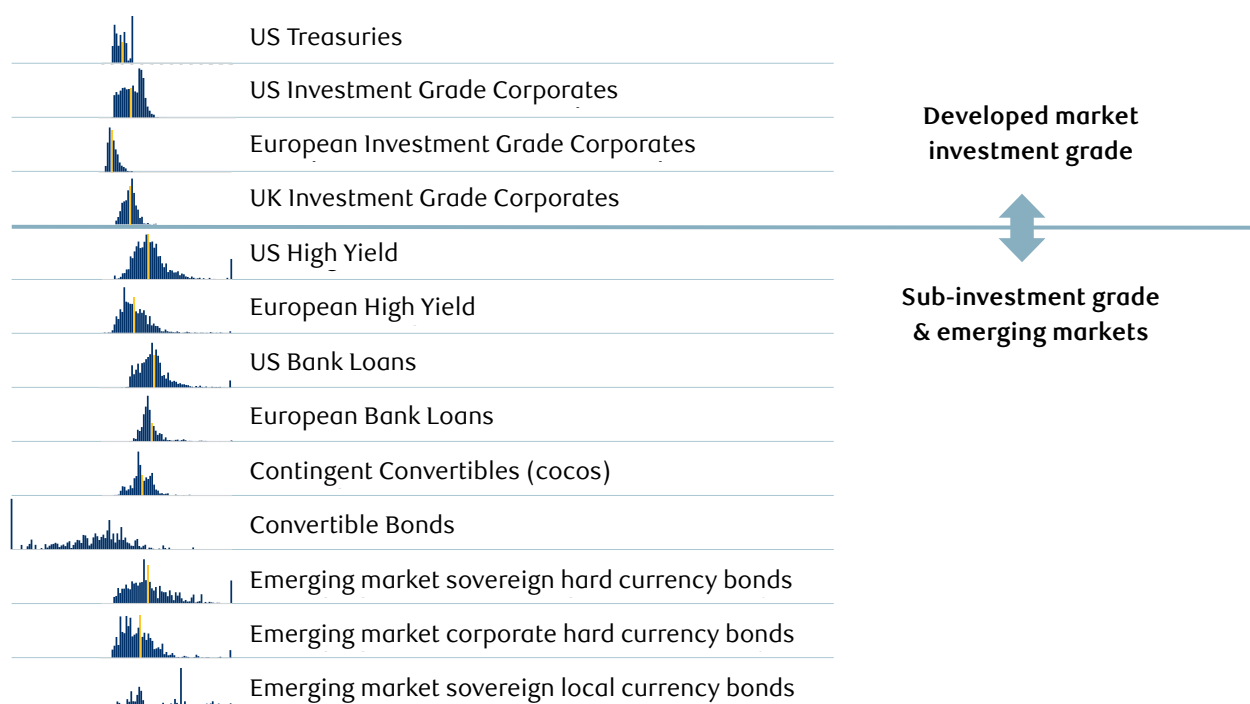 US Treasuries
US Investment Grade Corporates
European Investment Grade Corporates
UK Investment Grade Corporates
US High Yield
European High Yield
US Bank Loans
European Bank Loans
Contingent Convertibles (cocos)
Convertible Bonds
Emerging market sovereign hard currency bonds
Emerging market corporate hard currency bonds
Emerging market sovereign local currency bonds
Developed market
investment grade
Sub-investment grade
& emerging markets